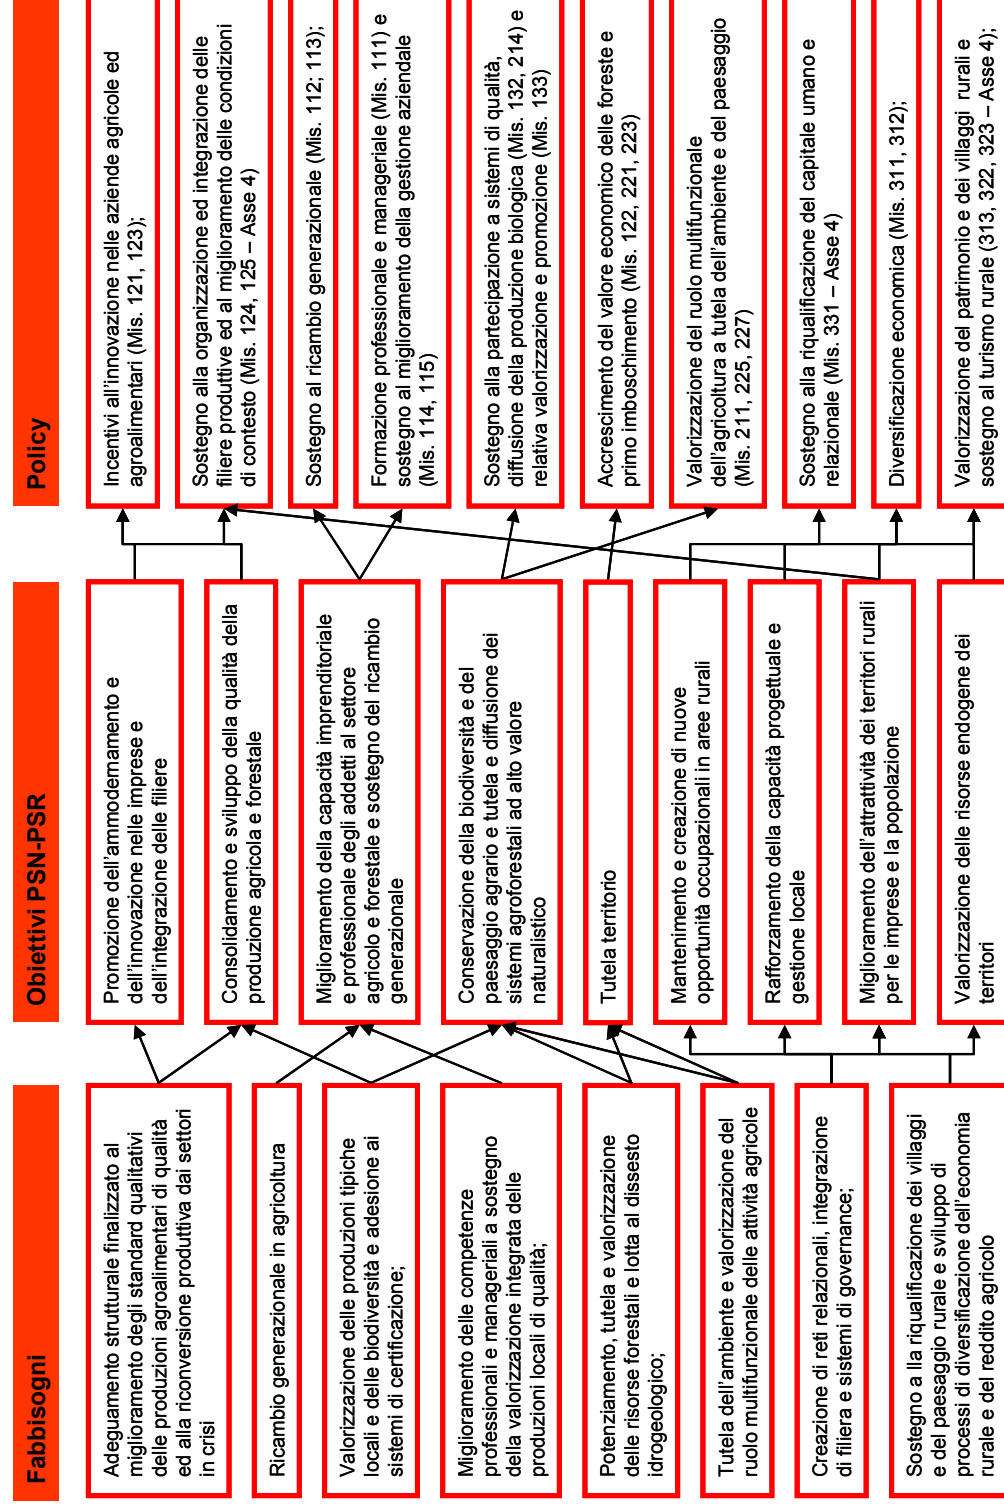 Fabbisogni
Adeguamento strutturale finalizzato al
miglioramento degli standard qualitativi
delle produzioni agroalimentari di qualità
ed alla riconversione produttiva dai settori
in crisi
Ricambio generazionale in agricoltura
Valorizzazione delle produzioni tipiche
locali e delle biodiversità e adesione ai
sistemi di certificazione;
Miglioramento delle competenze
professionali e manageriali a sostegno
della valorizzazione integrata delle
produzioni locali di qualità;
Potenziamento, tutela e valorizzazione
delle risorse forestali e lotta al dissesto
idrogeologico;
Tutela dell'ambiente e valorizzazione del
ruolo multifunzionale delle attività agricole
Creazione di reti relazionali, integrazione
di filiera e sistemi di governance;
Sostegno a lla riqualificazione dei villaggi
e del paesaggio rurale e sviluppo di
processi di diversificazione dell'economia
rurale e del reddito agricolo
Obiettivi PSN-PSR
Promozione dell'ammodernamento e
dell'innovazione nelle imprese e
dell'integrazione delle filiere
Consolidamento e sviluppo della qualità della
produzione agricola e forestale
Miglioramento della capacità imprenditoriale
e professionale degli addetti al settore
agricolo e forestale e sostegno del ricambio
generazionale
Conservazione della biodiversità e del
paesaggio agrario e tutela e diffusione dei
sistemi agroforestali ad alto valore
naturalistico
Tutela territorio
Mantenimento e creazione di nuove
opportunità occupazionali in aree rurali
Rafforzamento della capacità progettuale e
gestione locale
Miglioramento dell'attrattività dei territori rurali
per le imprese e la popolazione
Valorizzazione delle risorse endogene dei
territori
Policy
Incentivi all'innovazione nelle aziende agricole ed
agroalimentari (Mis. 121, 123);
Sostegno alla organizzazione ed integrazione delle
filiere produttive ed al miglioramento delle condizioni
di contesto (Mis. 124, 125 – Asse 4)
Sostegno al ricambio generazionale (Mis. 112; 113);
Formazione professionale e manageriale (Mis. 111) e
sostegno al miglioramento della gestione aziendale
(Mis. 114, 115)
Sostegno alla partecipazione a sistemi di qualità,
diffusione della produzione biologica (Mis. 132, 214) e
relativa valorizzazione e promozione (Mis. 133)
Accrescimento del valore economico delle foreste e
primo imboschimento (Mis. 122, 221, 223)
Valorizzazione del ruolo multifunzionale
dell'agricoltura a tutela dell'ambiente e del paesaggio
(Mis. 211, 225, 227)
Sostegno alla riqualificazione del capitale umano e
relazionale (Mis. 331 – Asse 4)
Diversificazione economica (Mis. 311, 312);
Valorizzazione del patrimonio e dei villaggi rurali e
sostegno al turismo rurale (313, 322, 323 – Asse 4);